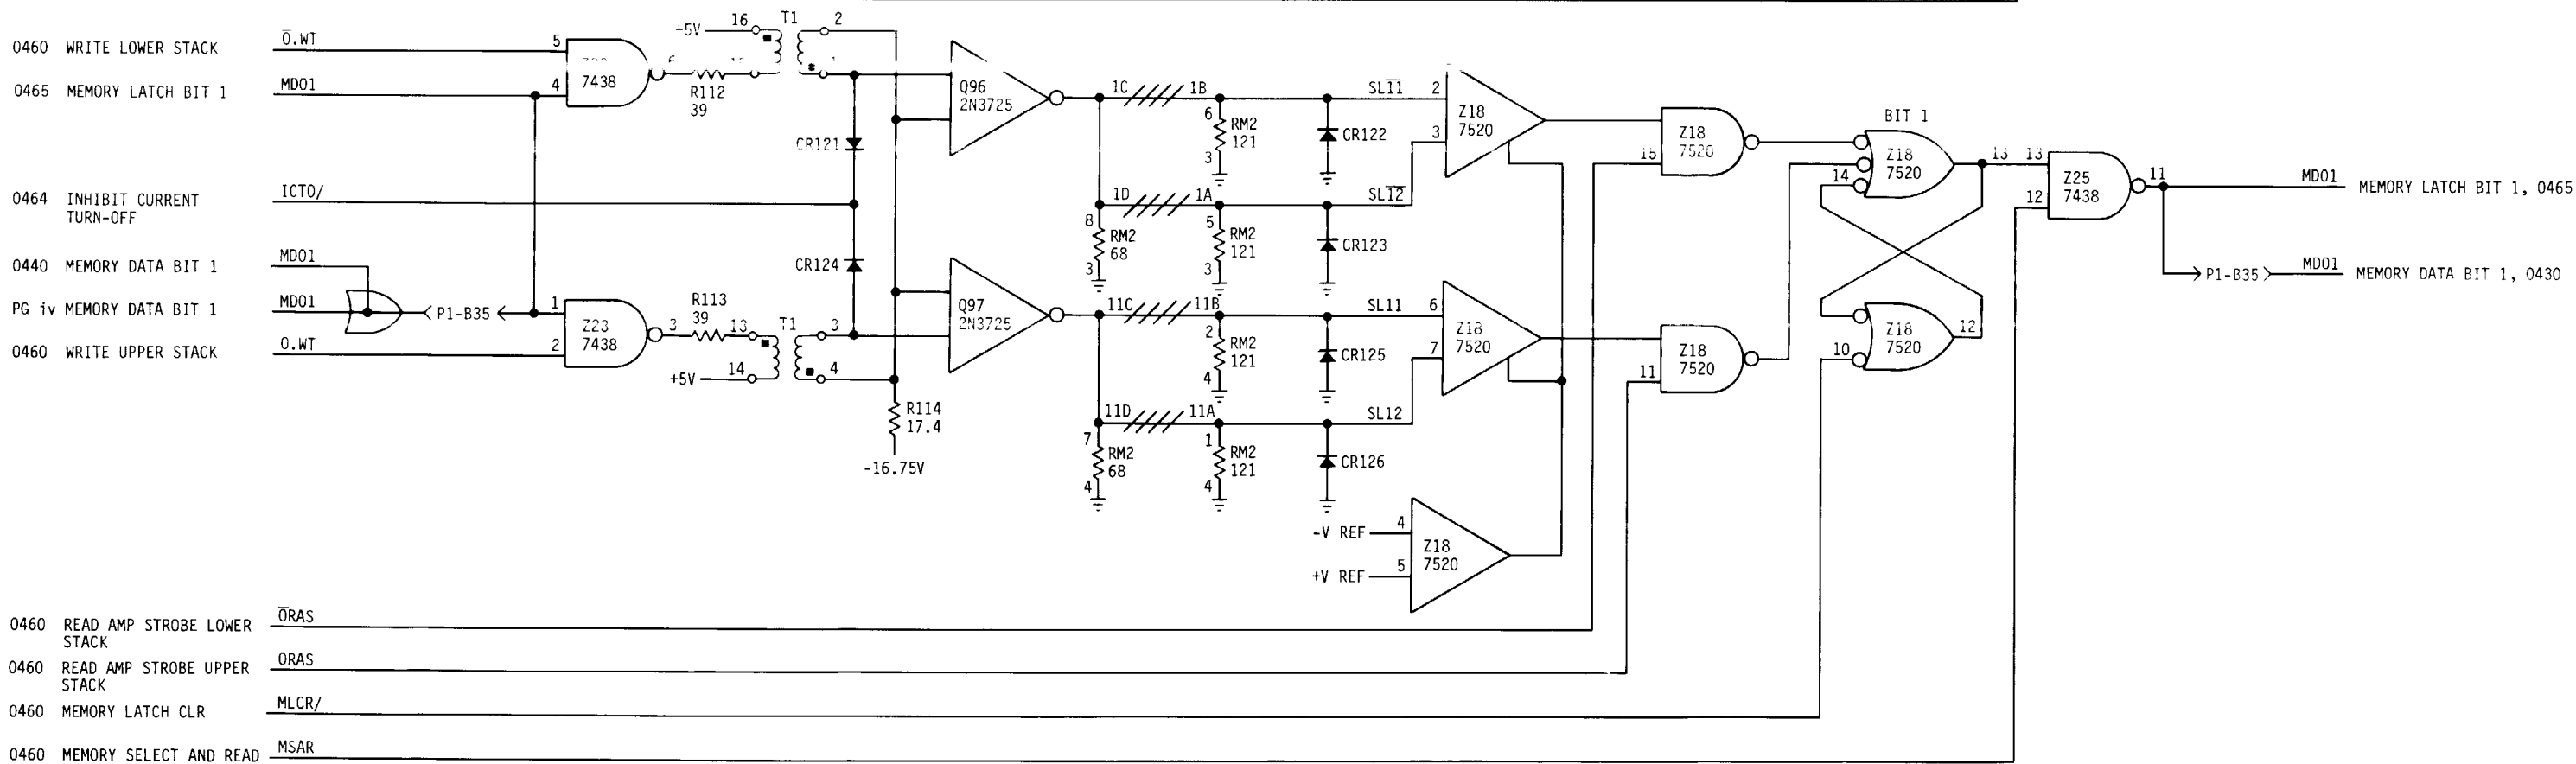 0460 WRITE LOWER STACK O̅.WT
0465 MEMORY LATCH BIT 1 MD01
0464 INHIBIT CURRENT TURN-OFF ICTO/
0440 MEMORY DATA BIT 1 MD01
PG iv MEMORY DATA BIT 1 MD01
0460 WRITE UPPER STACK O.WT
0460 READ AMP STROBE LOWER STACK O̅RAS
0460 READ AMP STROBE UPPER STACK ORAS
0460 MEMORY LATCH CLR MLCR/
0460 MEMORY SELECT AND READ MSAR
5
4
7438
6
R112
39
+5V
16
T1
2
1
P1-B35
1
2
Z23
7438
3
R113
39
13
14
+5V
T1
3
4
CR121
CR124
R114
17.4
-16.75V
Q96
2N3725
Q97
2N3725
1C
1B
6
RM2
121
3
CR122
SL1̅1̅
1D
1A
8
RM2
68
3
5
RM2
121
3
CR123
SL1̅2̅
11C
11B
2
RM2
121
4
CR125
SL11
11D
11A
7
RM2
68
4
1
RM2
121
4
CR126
SL12
2
3
Z18
7520
6
7
Z18
7520
-V REF
+V REF
4
5
Z18
7520
15
Z18
7520
11
Z18
7520
BIT 1
14
Z18
7520
13
10
Z18
7520
12
13
12
Z25
7438
11
MD01 MEMORY LATCH BIT 1, 0465
P1-B35
MD01 MEMORY DATA BIT 1, 0430